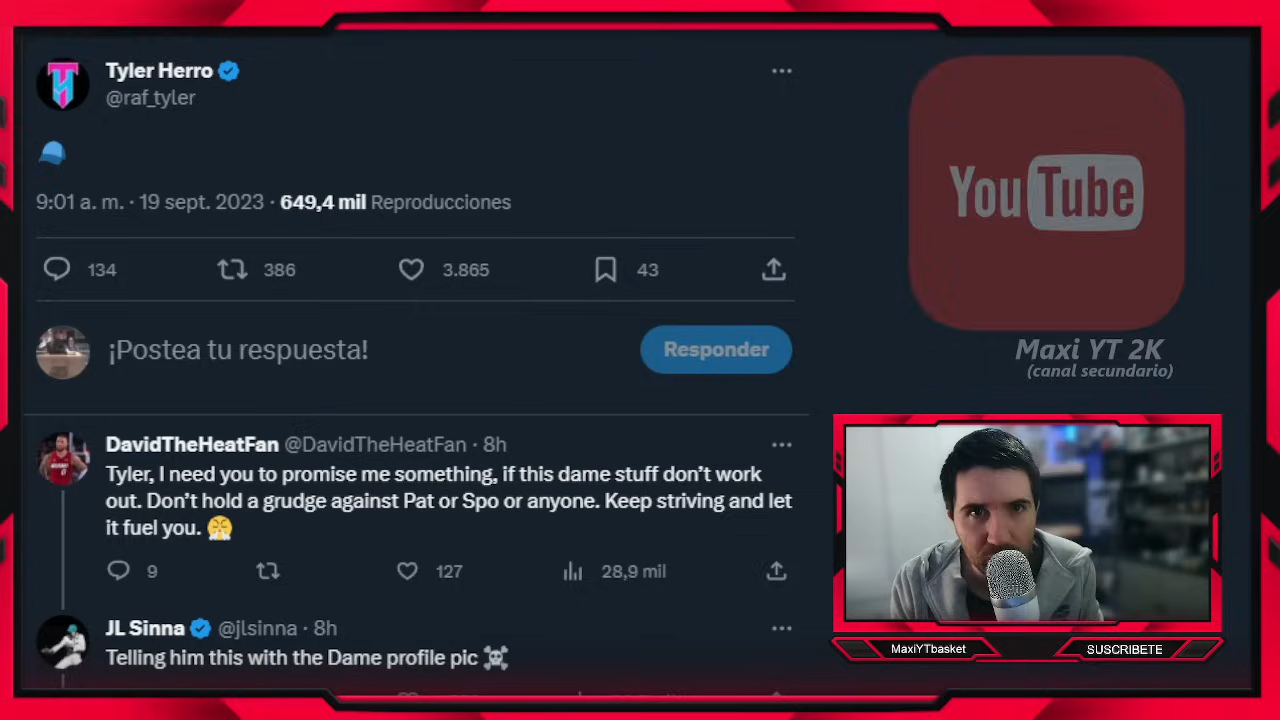 Tyler Herro
@raf_tyler
🧢
9:01 a. m. · 19 sept. 2023 · 649,4 mil Reproducciones
134 386 3.865 43
¡Postea tu respuesta!
Responder
DavidTheHeatFan @DavidTheHeatFan · 8h
Tyler, I need you to promise me something, if this dame stuff don’t work
out. Don’t hold a grudge against Pat or Spo or anyone. Keep striving and let
it fuel you. 😤
9 127 28,9 mil
JL Sinna @jlsinna · 8h
Telling him this with the Dame profile pic ☠️
YouTube
Maxi YT 2K
(canal secundario)
MaxiYTbasket
SUSCRIBETE